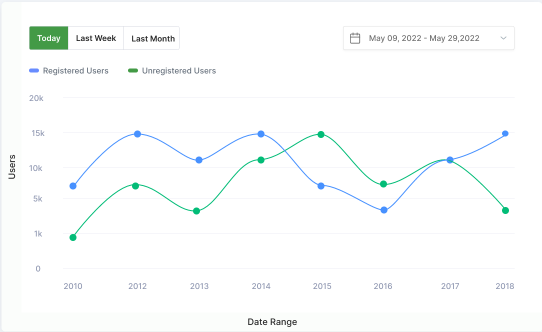 Today Last Week Last Month
May 09, 2022 - May 29,2022
Registered Users Unregistered Users
20k
15k
10k
5k
1k
0
Users
2010 2012 2013 2014 2015 2016 2017 2018
Date Range